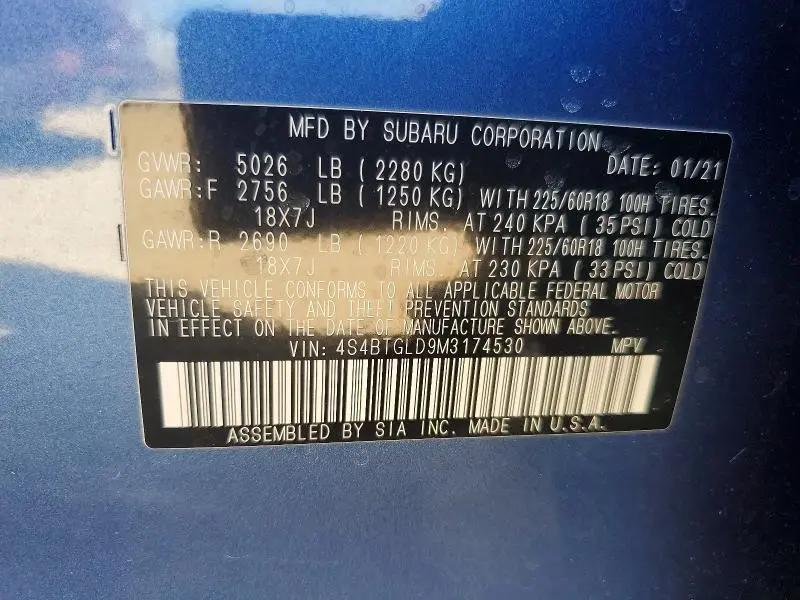 MFD BY SUBARU CORPORATION
GVWR: 5026 LB ( 2280 KG) DATE: 01/21
GAWR:F 2756 LB ( 1250 KG) WITH 225/60R18 100H TIRES.
18X7J RIMS. AT 240 KPA ( 35 PSI) COLD
GAWR:R 2690 LB ( 1220 KG) WITH 225/60R18 100H TIRES.
18X7J RIMS. AT 230 KPA ( 33 PSI) COLD
THIS VEHICLE CONFORMS TO ALL APPLICABLE FEDERAL MOTOR
VEHICLE SAFETY AND THEFT PREVENTION STANDARDS
IN EFFECT ON THE DATE OF MANUFACTURE SHOWN ABOVE.
VIN: 4S4BTGLD9M3174530 MPV
ASSEMBLED BY SIA INC. MADE IN U.S.A.